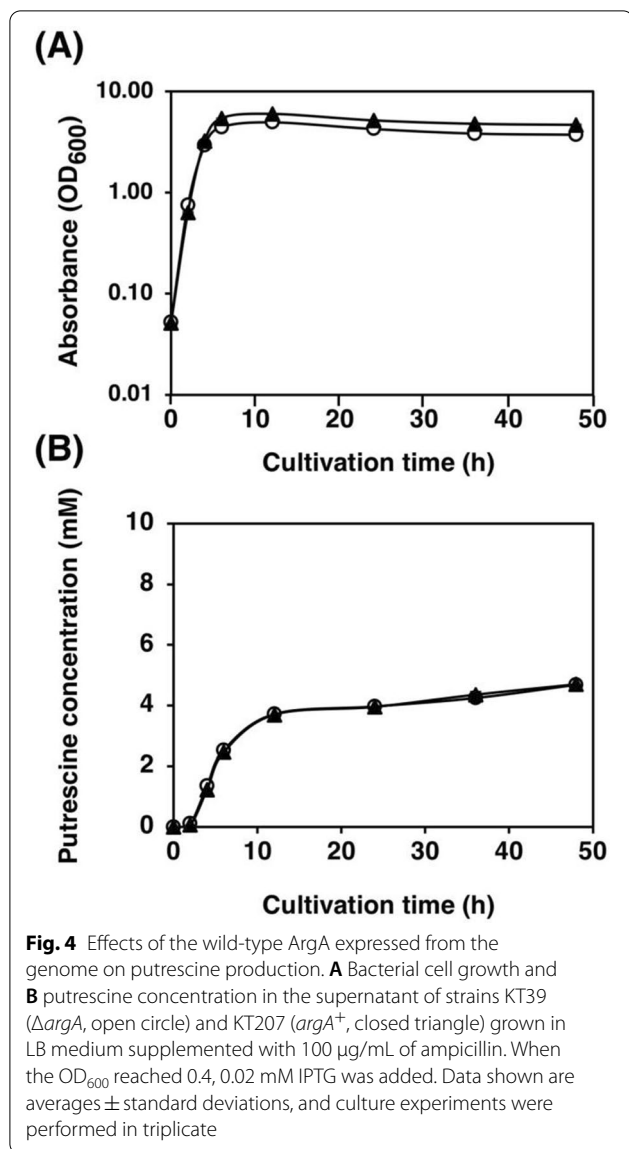 (A)
10.00
1.00
0.10
0.01
Absorbance (OD600)
0 10 20 30 40 50
Cultivation time (h)
(B)
10
8
6
4
2
0
Putrescine concentration (mM)
0 10 20 30 40 50
Cultivation time (h)
Fig. 4 Effects of the wild-type ArgA expressed from the
genome on putrescine production. A Bacterial cell growth and
B putrescine concentration in the supernatant of strains KT39
(ΔargA, open circle) and KT207 (argA+, closed triangle) grown in
LB medium supplemented with 100 μg/mL of ampicillin. When
the OD600 reached 0.4, 0.02 mM IPTG was added. Data shown are
averages ± standard deviations, and culture experiments were
performed in triplicate